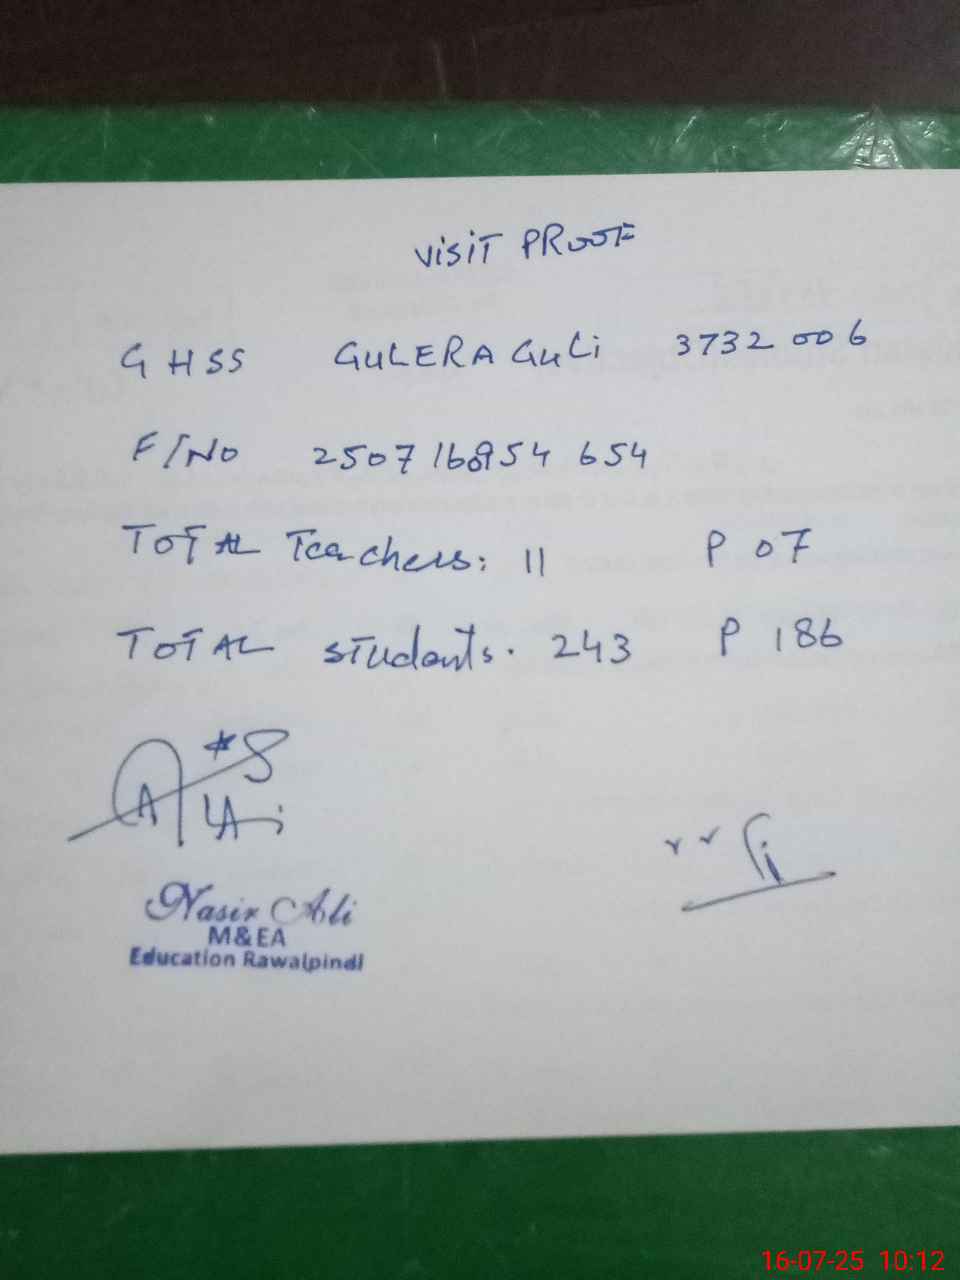 VISIT PROOF
GHSS GULERA GULI 3732006
F/NO 250716854654
TOTAL Teachers: 11 P 07
TOTAL Students. 243 P 186
Nasir Ali
M&EA
Education Rawalpindi
16-07-25 10:12